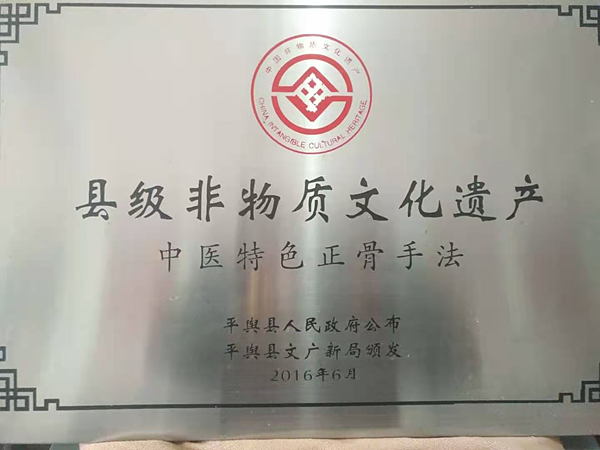 中国非物质文化遗产
CHINA INTANGIBLE CULTURAL HERITAGE
县级非物质文化遗产
中医特色正骨手法
平舆县人民政府公布
平舆县文广新局颁发
2016年6月